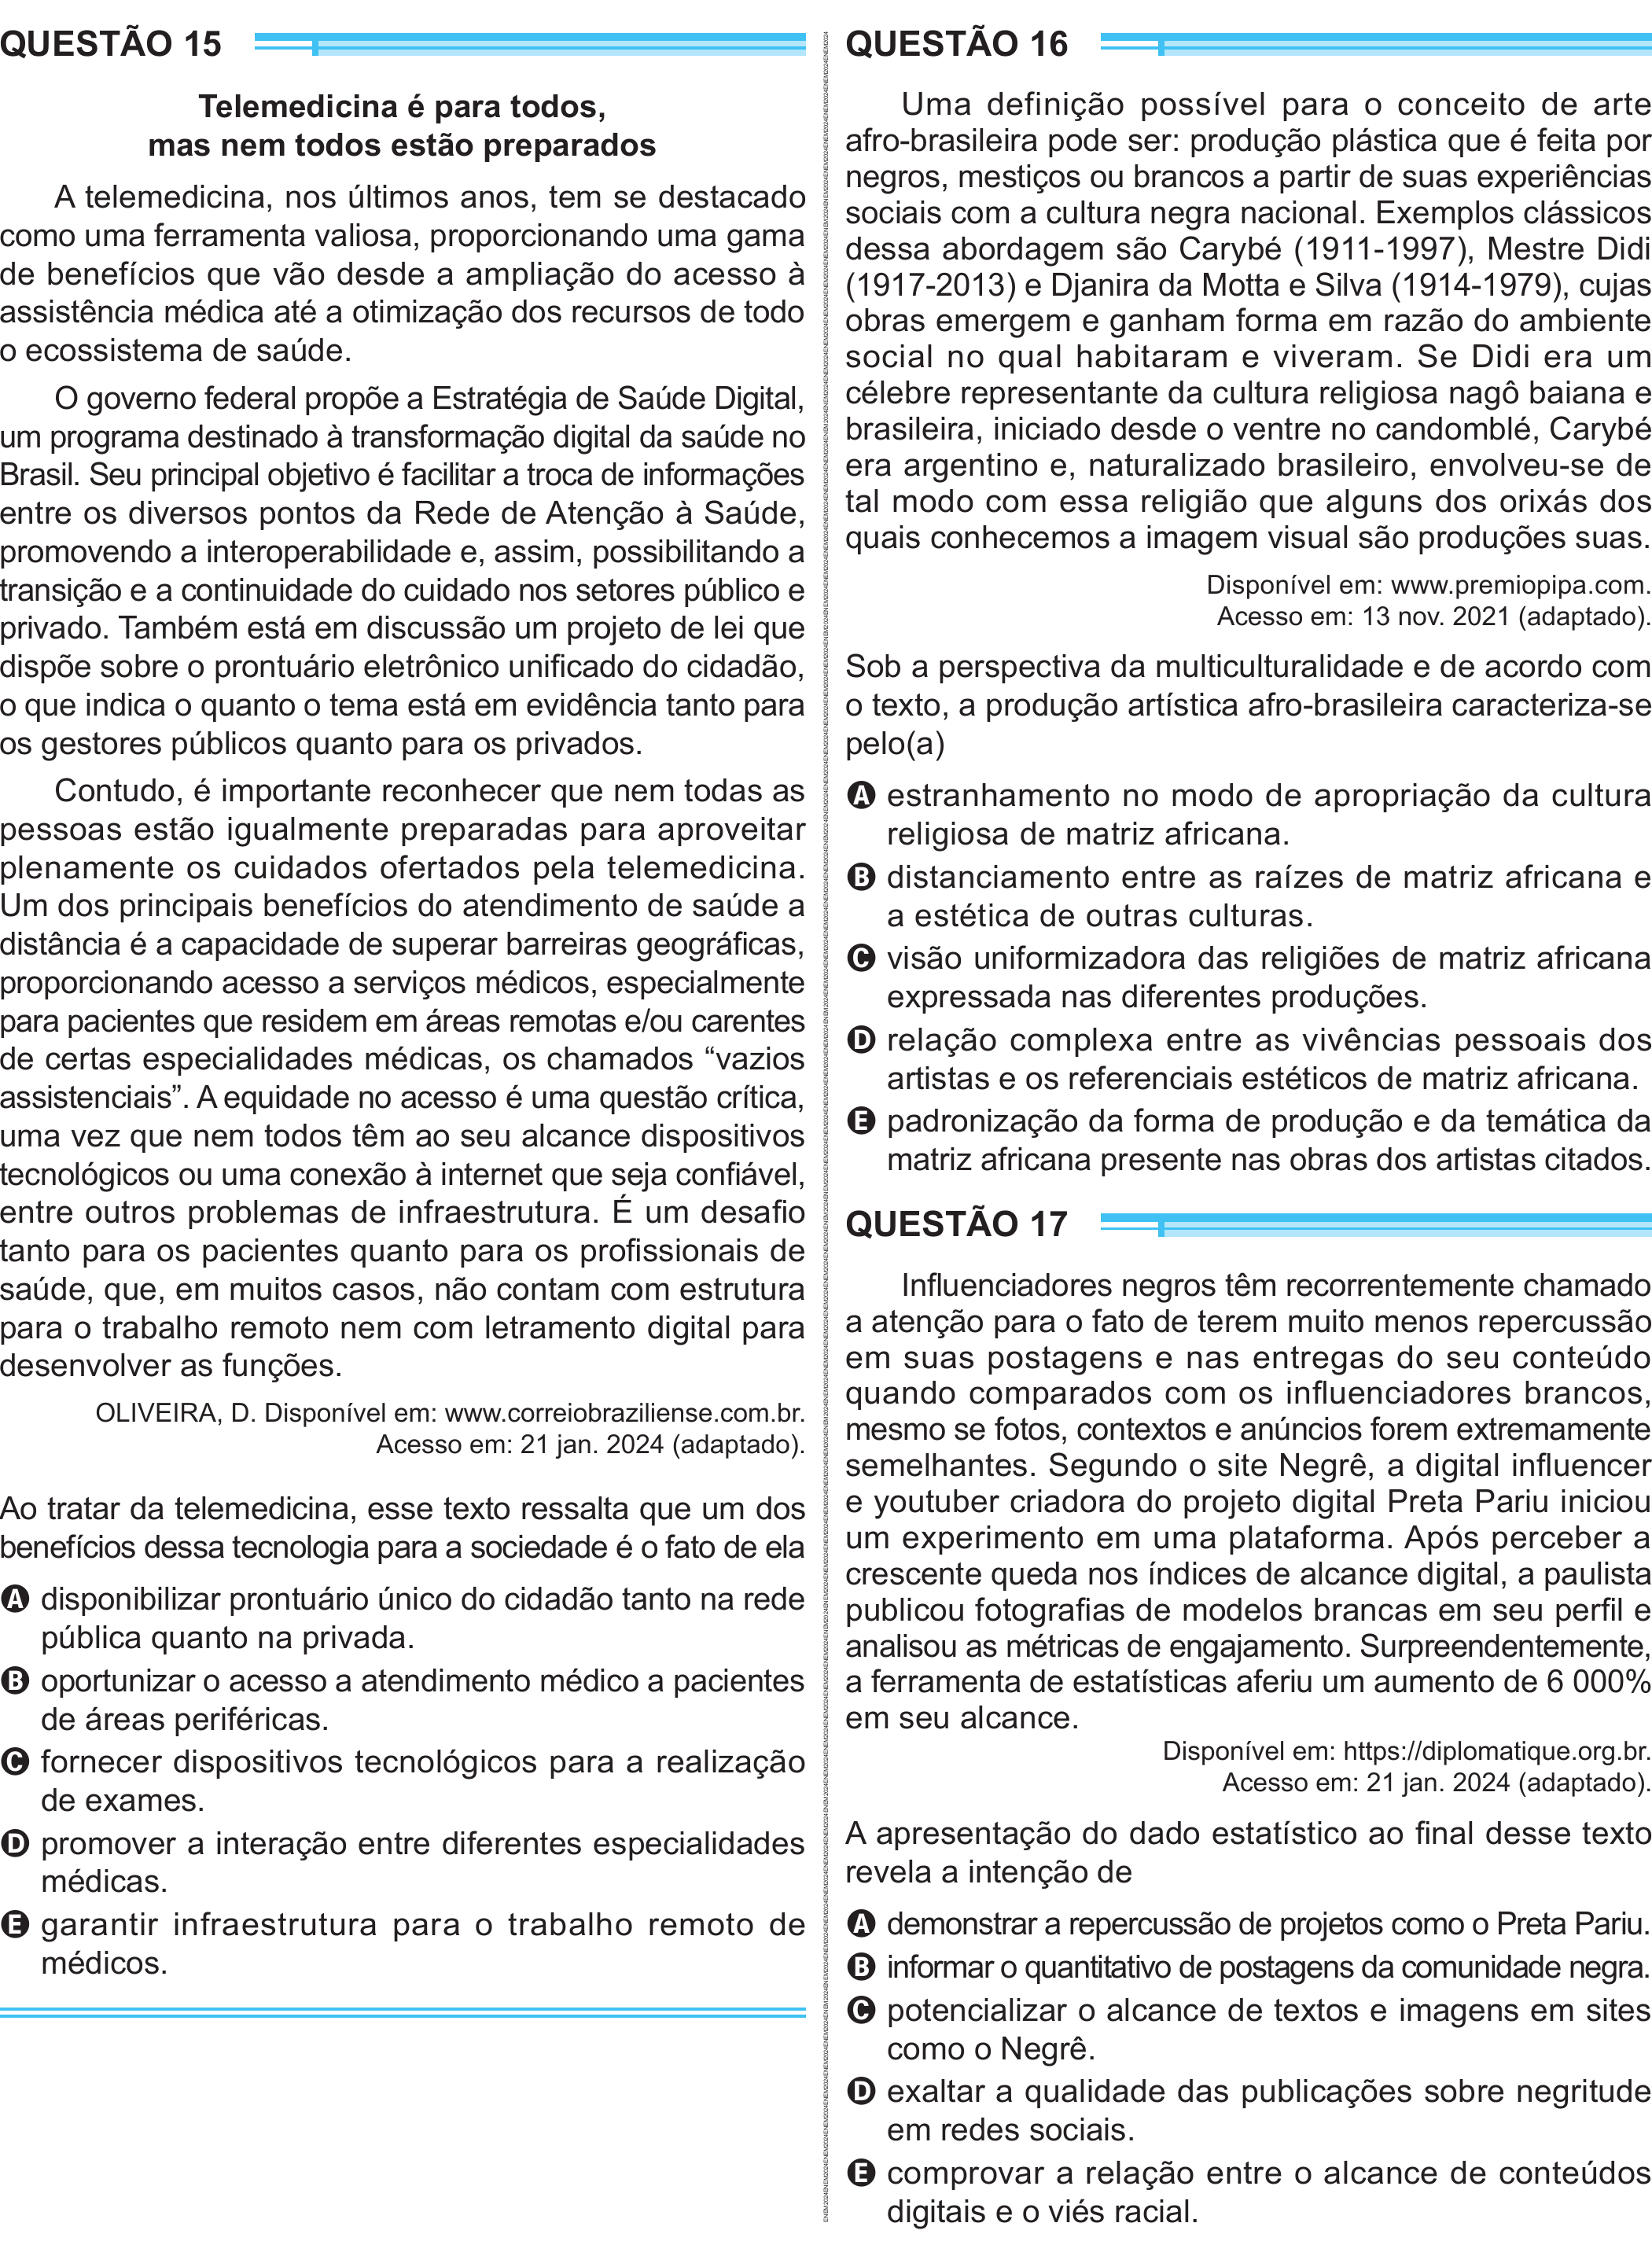 QUESTÃO 15
Telemedicina é para todos,
mas nem todos estão preparados
A telemedicina, nos últimos anos, tem se destacado
como uma ferramenta valiosa, proporcionando uma gama
de benefícios que vão desde a ampliação do acesso à
assistência médica até a otimização dos recursos de todo
o ecossistema de saúde.
O governo federal propõe a Estratégia de Saúde Digital,
um programa destinado à transformação digital da saúde no
Brasil. Seu principal objetivo é facilitar a troca de informações
entre os diversos pontos da Rede de Atenção à Saúde,
promovendo a interoperabilidade e, assim, possibilitando a
transição e a continuidade do cuidado nos setores público e
privado. Também está em discussão um projeto de lei que
dispõe sobre o prontuário eletrônico unificado do cidadão,
o que indica o quanto o tema está em evidência tanto para
os gestores públicos quanto para os privados.
Contudo, é importante reconhecer que nem todas as
pessoas estão igualmente preparadas para aproveitar
plenamente os cuidados ofertados pela telemedicina.
Um dos principais benefícios do atendimento de saúde a
distância é a capacidade de superar barreiras geográficas,
proporcionando acesso a serviços médicos, especialmente
para pacientes que residem em áreas remotas e/ou carentes
de certas especialidades médicas, os chamados “vazios
assistenciais”. A equidade no acesso é uma questão crítica,
uma vez que nem todos têm ao seu alcance dispositivos
tecnológicos ou uma conexão à internet que seja confiável,
entre outros problemas de infraestrutura. É um desafio
tanto para os pacientes quanto para os profissionais de
saúde, que, em muitos casos, não contam com estrutura
para o trabalho remoto nem com letramento digital para
desenvolver as funções.
OLIVEIRA, D. Disponível em: www.correiobraziliense.com.br.
Acesso em: 21 jan. 2024 (adaptado).
Ao tratar da telemedicina, esse texto ressalta que um dos
benefícios dessa tecnologia para a sociedade é o fato de ela
A disponibilizar prontuário único do cidadão tanto na rede
pública quanto na privada.
B oportunizar o acesso a atendimento médico a pacientes
de áreas periféricas.
C fornecer dispositivos tecnológicos para a realização
de exames.
D promover a interação entre diferentes especialidades
médicas.
E garantir infraestrutura para o trabalho remoto de
médicos.
QUESTÃO 16
Uma definição possível para o conceito de arte
afro-brasileira pode ser: produção plástica que é feita por
negros, mestiços ou brancos a partir de suas experiências
sociais com a cultura negra nacional. Exemplos clássicos
dessa abordagem são Carybé (1911-1997), Mestre Didi
(1917-2013) e Djanira da Motta e Silva (1914-1979), cujas
obras emergem e ganham forma em razão do ambiente
social no qual habitaram e viveram. Se Didi era um
célebre representante da cultura religiosa nagô baiana e
brasileira, iniciado desde o ventre no candomblé, Carybé
era argentino e, naturalizado brasileiro, envolveu-se de
tal modo com essa religião que alguns dos orixás dos
quais conhecemos a imagem visual são produções suas.
Disponível em: www.premiopipa.com.
Acesso em: 13 nov. 2021 (adaptado).
Sob a perspectiva da multiculturalidade e de acordo com
o texto, a produção artística afro-brasileira caracteriza-se
pelo(a)
A estranhamento no modo de apropriação da cultura
religiosa de matriz africana.
B distanciamento entre as raízes de matriz africana e
a estética de outras culturas.
C visão uniformizadora das religiões de matriz africana
expressada nas diferentes produções.
D relação complexa entre as vivências pessoais dos
artistas e os referenciais estéticos de matriz africana.
E padronização da forma de produção e da temática da
matriz africana presente nas obras dos artistas citados.
QUESTÃO 17
Influenciadores negros têm recorrentemente chamado
a atenção para o fato de terem muito menos repercussão
em suas postagens e nas entregas do seu conteúdo
quando comparados com os influenciadores brancos,
mesmo se fotos, contextos e anúncios forem extremamente
semelhantes. Segundo o site Negrê, a digital influencer
e youtuber criadora do projeto digital Preta Pariu iniciou
um experimento em uma plataforma. Após perceber a
crescente queda nos índices de alcance digital, a paulista
publicou fotografias de modelos brancas em seu perfil e
analisou as métricas de engajamento. Surpreendentemente,
a ferramenta de estatísticas aferiu um aumento de 6 000%
em seu alcance.
Disponível em: https://diplomatique.org.br.
Acesso em: 21 jan. 2024 (adaptado).
A apresentação do dado estatístico ao final desse texto
revela a intenção de
A demonstrar a repercussão de projetos como o Preta Pariu.
B informar o quantitativo de postagens da comunidade negra.
C potencializar o alcance de textos e imagens em sites
como o Negrê.
D exaltar a qualidade das publicações sobre negritude
em redes sociais.
E comprovar a relação entre o alcance de conteúdos
digitais e o viés racial.